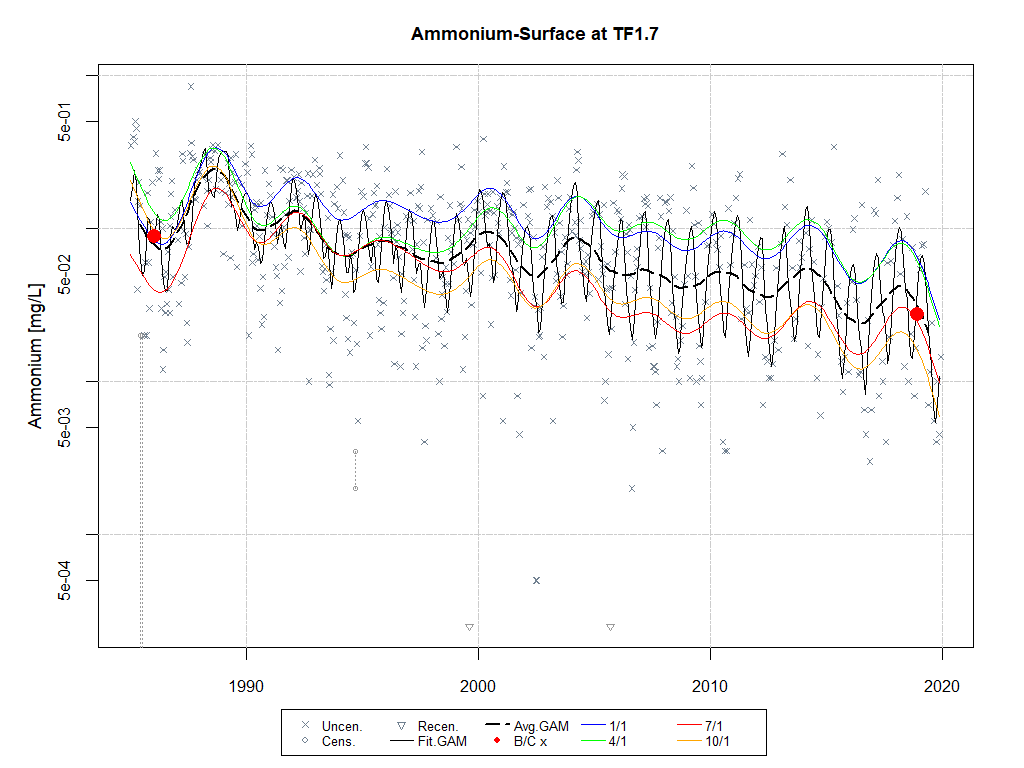 Ammonium-Surface at TF1.7
Ammonium [mg/L]
5e-01
5e-02
5e-03
5e-04
1990 2000 2010 2020
Uncen. Recen. Avg.GAM 1/1 7/1
Cens. Fit.GAM B/C x 4/1 10/1